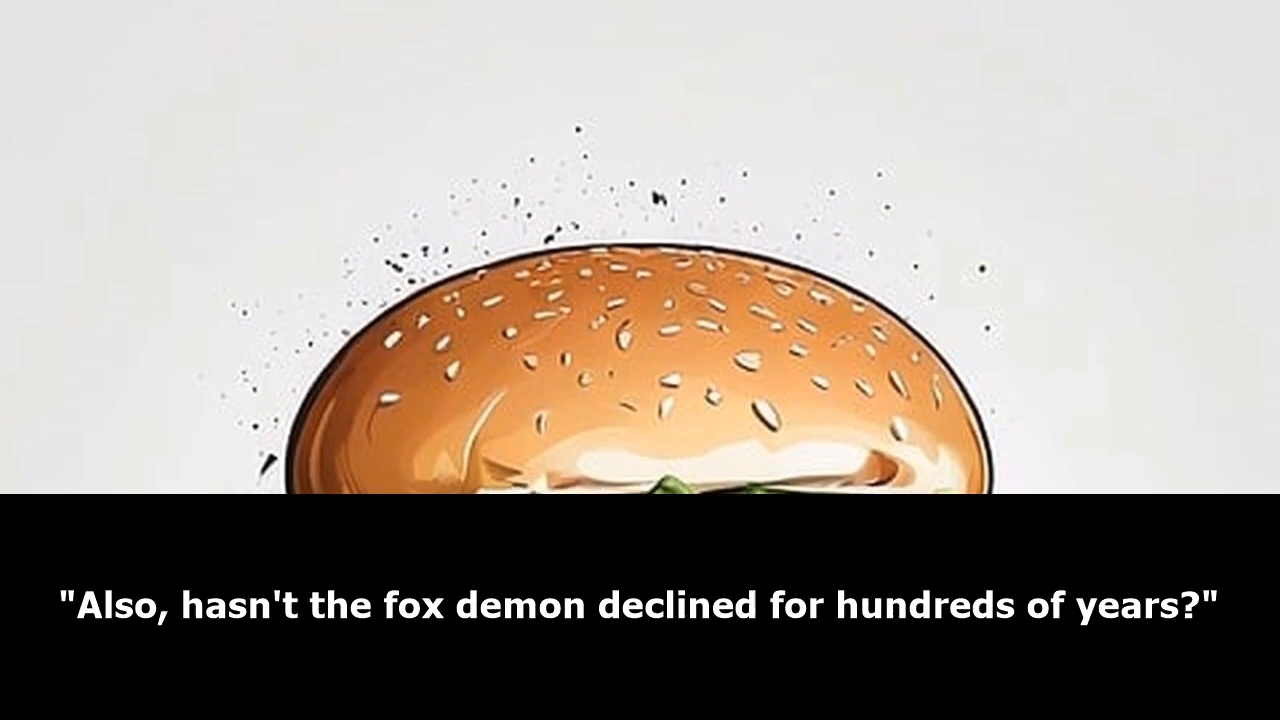 "Also, hasn't the fox demon declined for hundreds of years?"